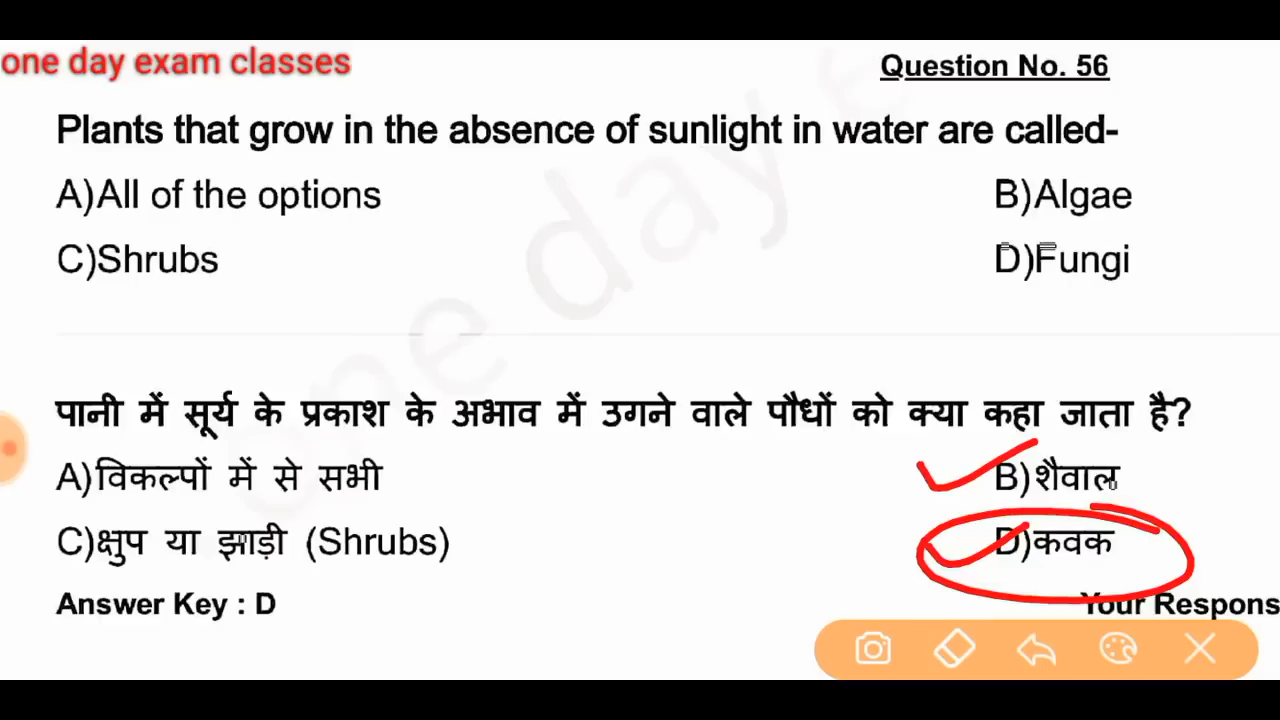 one day exam classes
Question No. 56
Plants that grow in the absence of sunlight in water are called-
A)All of the options B)Algae
C)Shrubs D)Fungi
पानी में सूर्य के प्रकाश के अभाव में उगने वाले पौधों को क्या कहा जाता है?
A)विकल्पों में से सभी B)शैवाल
C)क्षुप या झाड़ी (Shrubs) D)कवक
Answer Key : D Your Respons
one day e